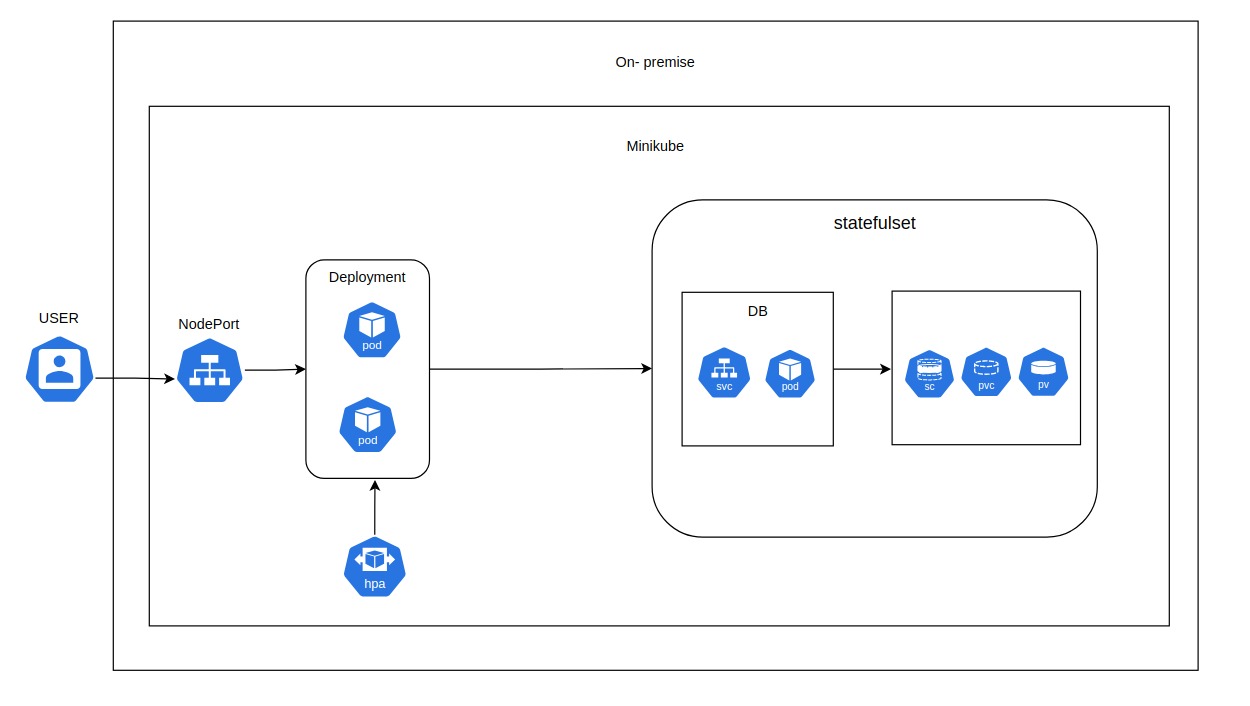 On- premise
Minikube
statefulset
USER
NodePort
Deployment
pod
pod
hpa
DB
svc
pod
sc
pvc
pv